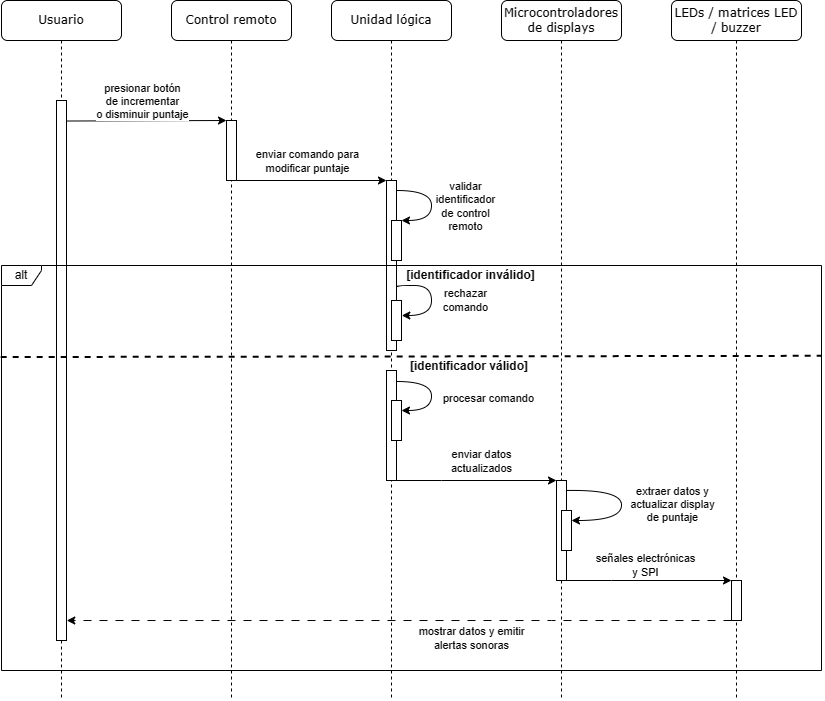 Usuario
Control remoto
Unidad lógica
Microcontroladores
de displays
LEDs / matrices LED
/ buzzer
presionar botón
de incrementar
o disminuir puntaje
enviar comando para
modificar puntaje
validar
identificador
de control
remoto
alt
[identificador inválido]
rechazar
comando
[identificador válido]
procesar comando
enviar datos
actualizados
extraer datos y
actualizar display
de puntaje
señales electrónicas
y SPI
mostrar datos y emitir
alertas sonoras